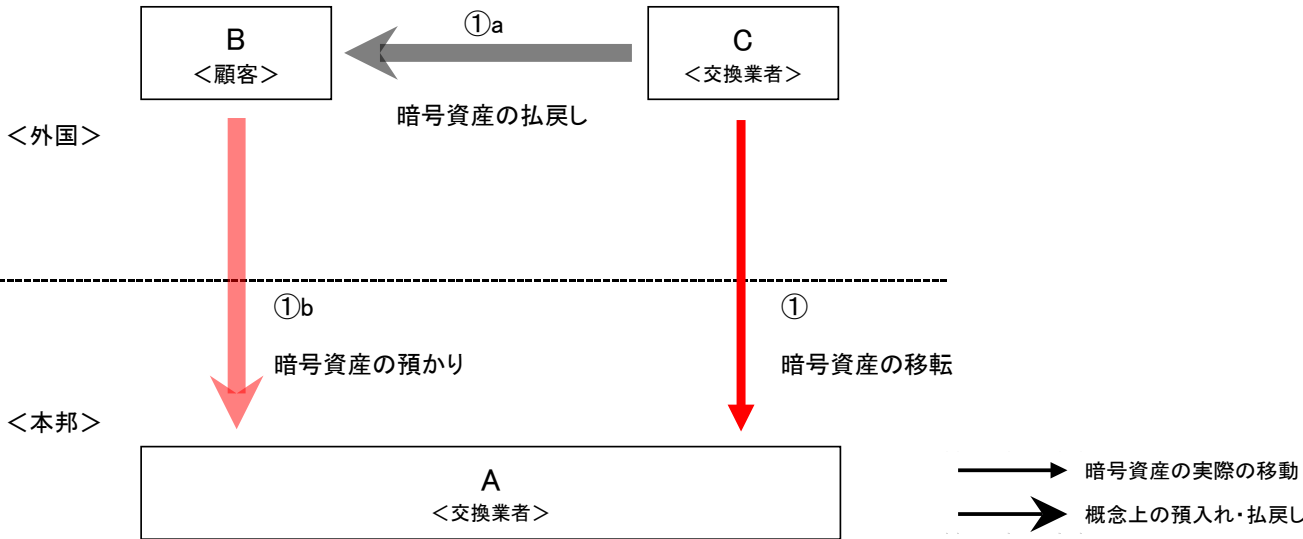 B
<顧客>
①a
暗号資産の払戻し
C
<交換業者>
<外国>
①b
暗号資産の預かり
①
暗号資産の移転
<本邦>
A
<交換業者>
暗号資産の実際の移動
概念上の預入れ・払戻し